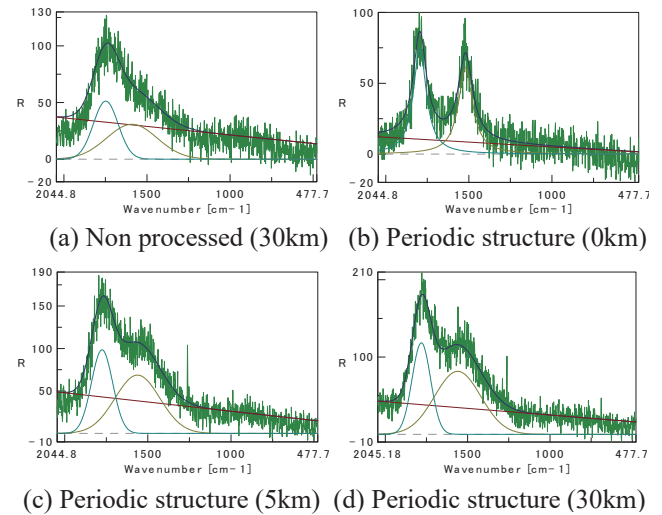 130
100
R
50
0
-20
2044.8 1500 1000 477.7
Wavenumber [cm-1]
(a) Non processed (30km)
100
R
50
0
-20
2044.8 1500 1000 477.7
Wavenumber [cm-1]
(b) Periodic structure (0km)
190
150
100
R
50
-10
2044.8 1500 1000 477.7
Wavenumber [cm-1]
(c) Periodic structure (5km)
210
R
100
-10
2045.18 1500 1000 477.7
Wavenumber [cm-1]
(d) Periodic structure (30km)